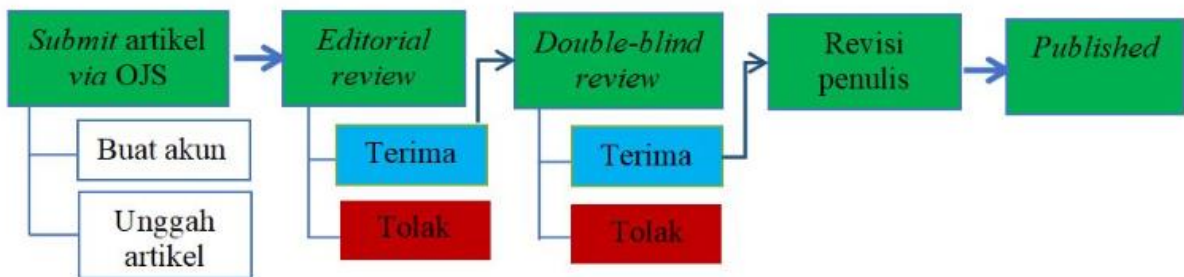 Submit artikel
via OJS
Buat akun
Unggah
artikel
Editorial
review
Terima
Tolak
Double-blind
review
Terima
Tolak
Revisi
penulis
Published